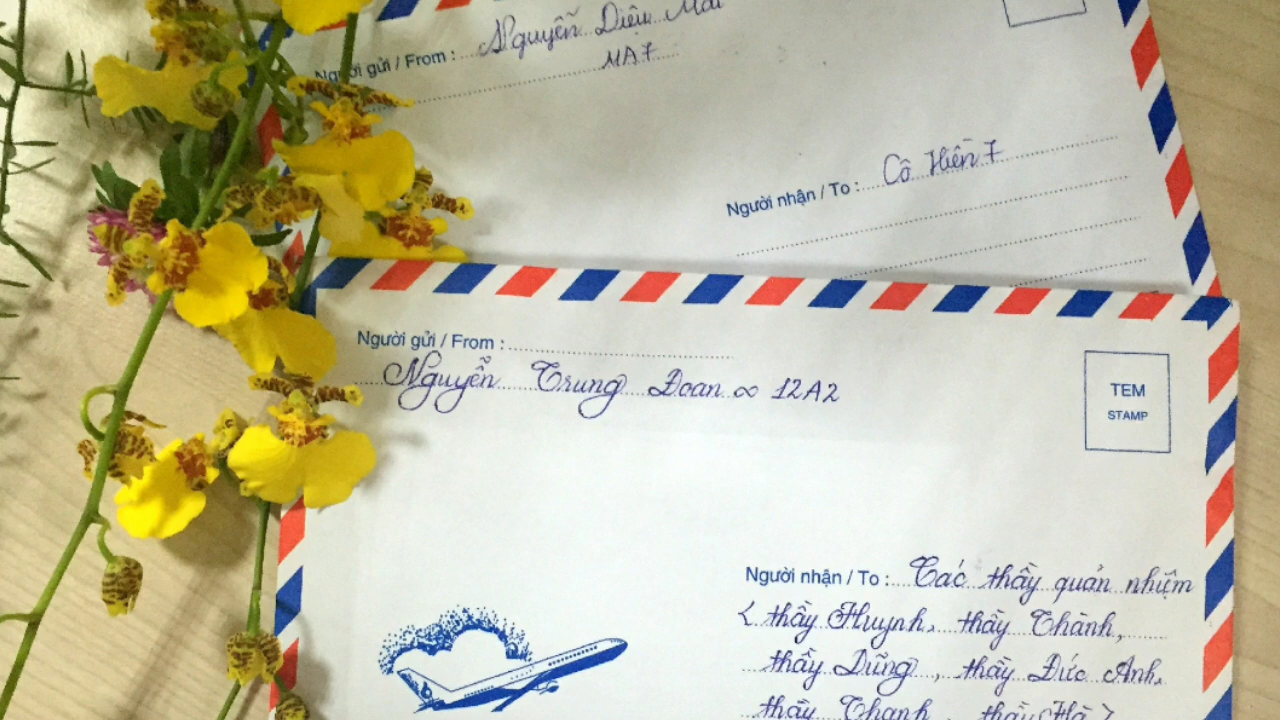 Người gửi / From : Nguyễn Diệu Mai
MA7
Người nhận / To : Cô Hiền 7
Người gửi / From :
Nguyễn Trung Đoan ∞ 12A2
TEM
STAMP
Người nhận / To : Các thầy quản nhiệm
< thầy Huynh, thầy Thành,
thầy Dũng, thầy Đức Anh,
thầy Thanh, thầy Hà >